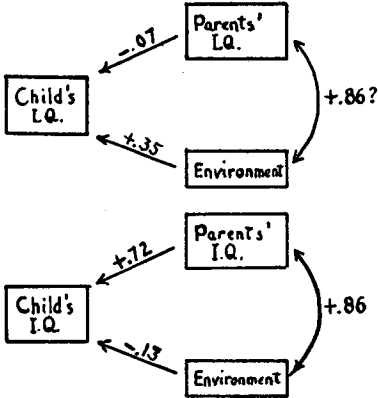 Parents'
I.Q.
-.07
Child's
I.Q.
+.86?
+.35
Environment
Parents'
I.Q.
+.72
Child's
I.Q.
+.86
-.13
Environment